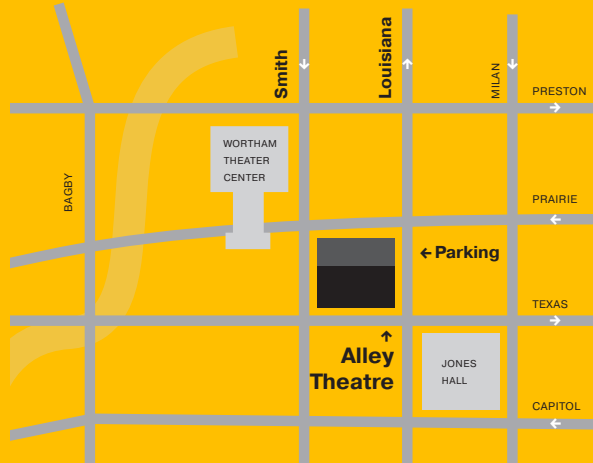 Smith
Louisiana
MILAN
PRESTON
WORTHAM
THEATER
CENTER
BAGBY
PRAIRIE
Parking
TEXAS
Alley
Theatre
JONES
HALL
CAPITOL